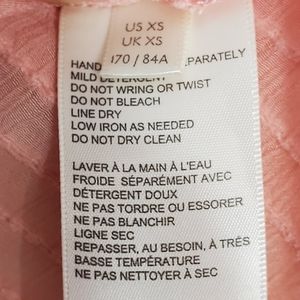 US XS
UK XS
170 / 84A
HAND PARATELY
MILD DETERGENT
DO NOT WRING OR TWIST
DO NOT BLEACH
LINE DRY
LOW IRON AS NEEDED
DO NOT DRY CLEAN
LAVER À LA MAIN À L'EAU
FROIDE SÉPARÉMENT AVEC
DÉTERGENT DOUX
NE PAS TORDRE OU ESSORER
NE PAS BLANCHIR
LIGNE SEC
REPASSER, AU BESOIN, À TRÈS
BASSE TEMPÉRATURE
NE PAS NETTOYER À SEC